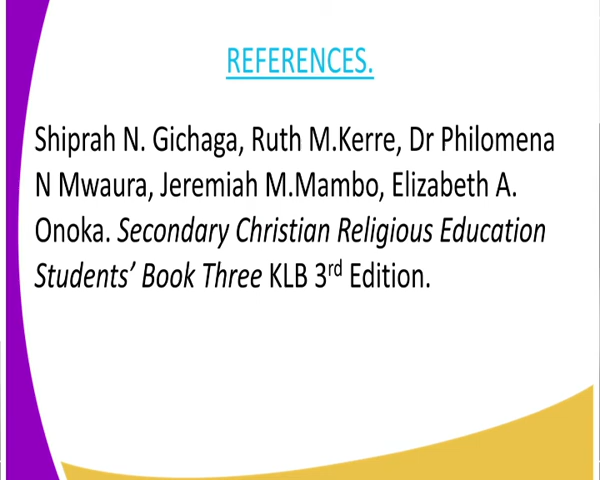 REFERENCES.
Shiprah N. Gichaga, Ruth M.Kerre, Dr Philomena
N Mwaura, Jeremiah M.Mambo, Elizabeth A.
Onoka. Secondary Christian Religious Education
Students’ Book Three KLB 3rd Edition.